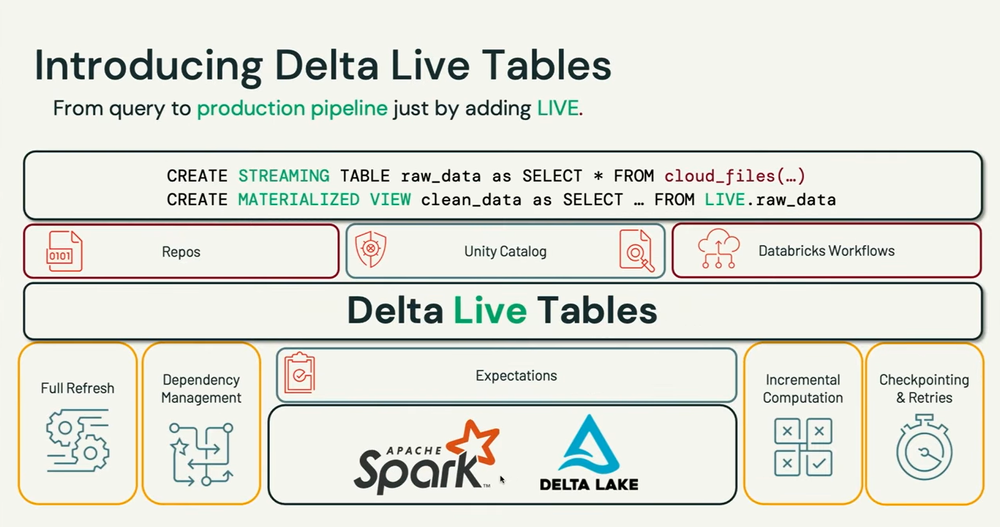 Introducing Delta Live Tables
From query to production pipeline just by adding LIVE.
CREATE STREAMING TABLE raw_data as SELECT * FROM cloud_files(…)
CREATE MATERIALIZED VIEW clean_data as SELECT … FROM LIVE.raw_data
0101
Repos
Unity Catalog
Databricks Workflows
Delta Live Tables
Full Refresh
Dependency
Management
Expectations
APACHE
Spark™
DELTA LAKE
Incremental
Computation
Checkpointing
& Retries